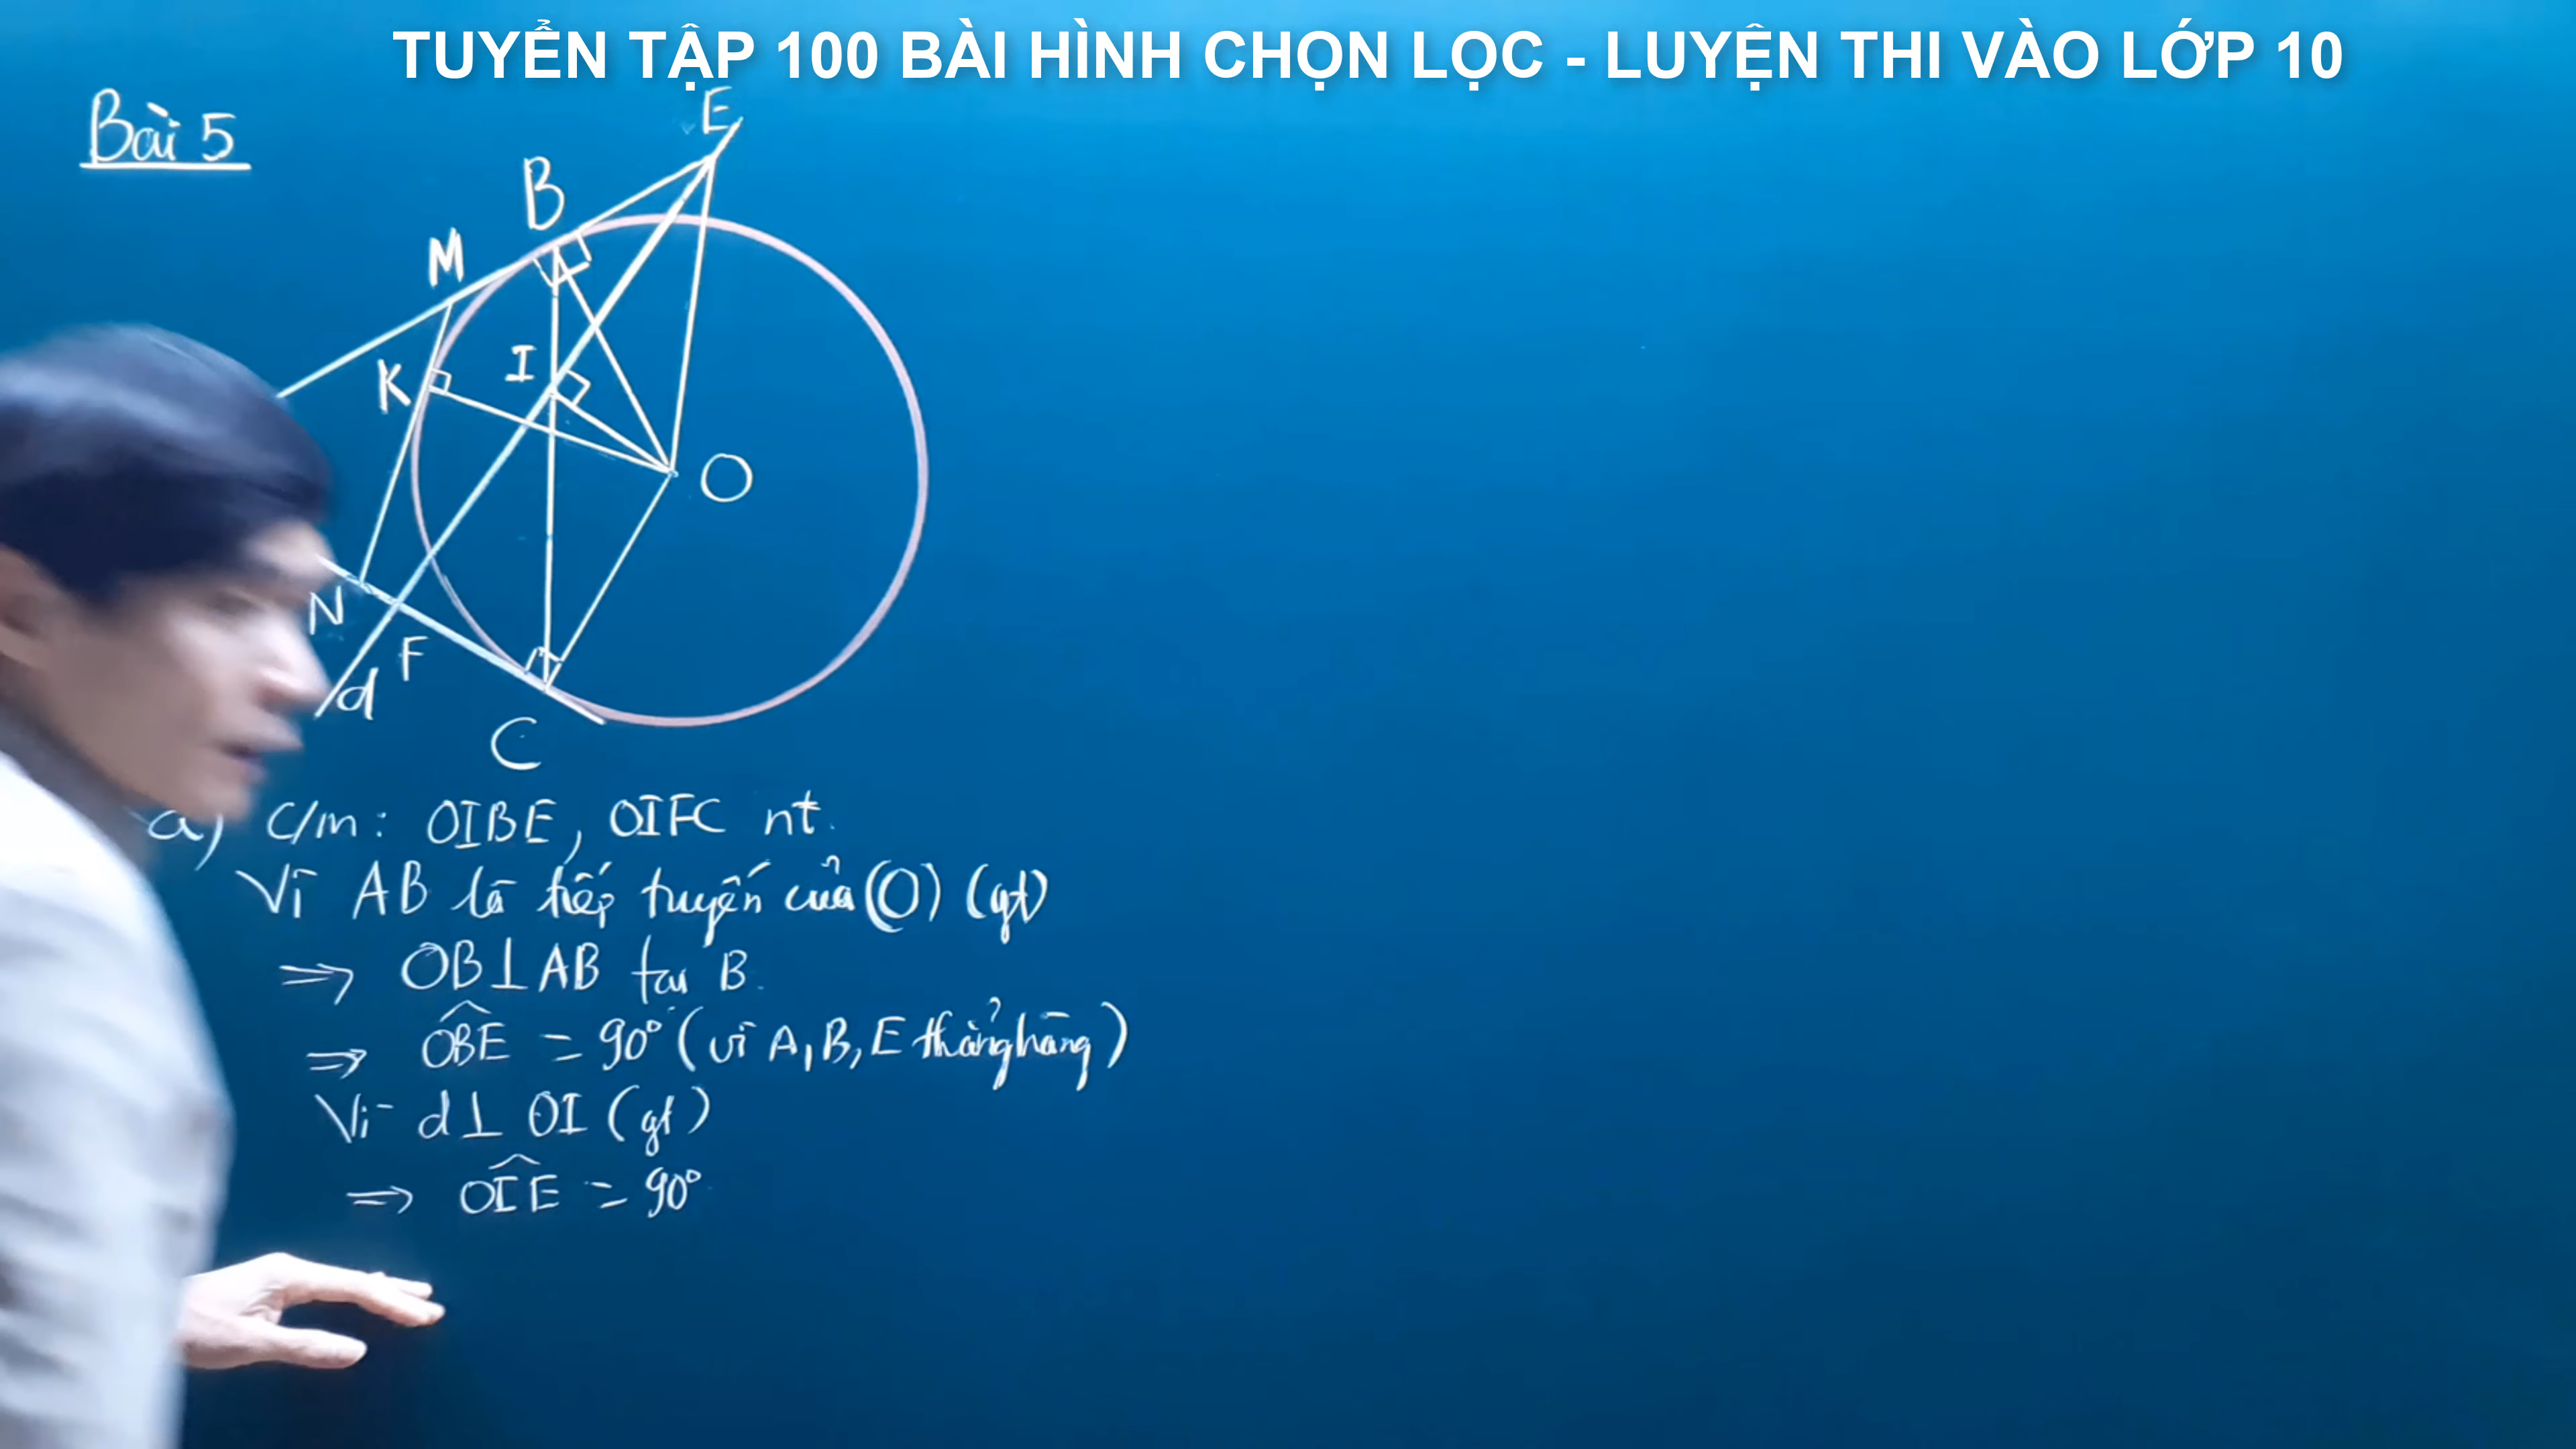 TUYỂN TẬP 100 BÀI HÌNH CHỌN LỌC - LUYỆN THI VÀO LỚP 10
Bài 5
E
B
M
I
K
O
N
F
d
C
a) C/m: OIBE, OIFC nt.
Vì AB là tiếp tuyến của (O) (gt)
=> OB⊥AB tại B.
=> OBE = 90° (vì A, B, E thẳng hàng)
Vì d⊥ OI (gt)
=> OIE = 90°